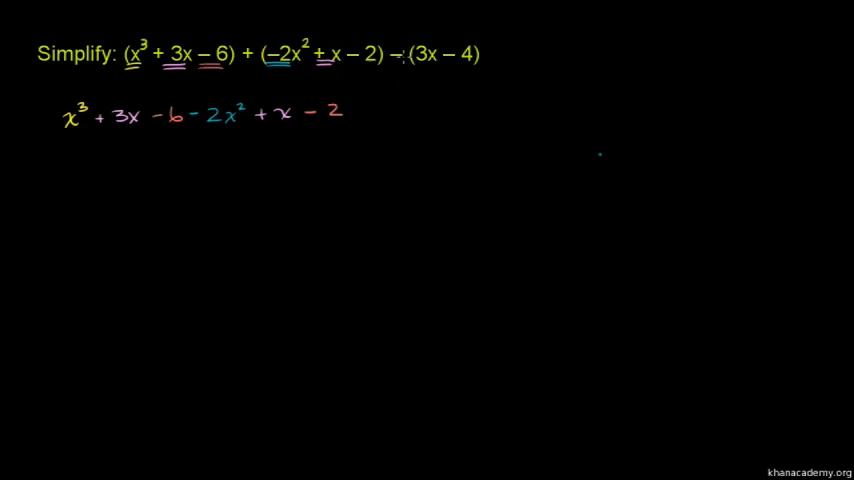 Simplify: (x³ + 3x – 6) + (–2x² + x – 2) – (3x – 4)
x³ + 3x - 6 - 2x² + x - 2
khanacademy.org